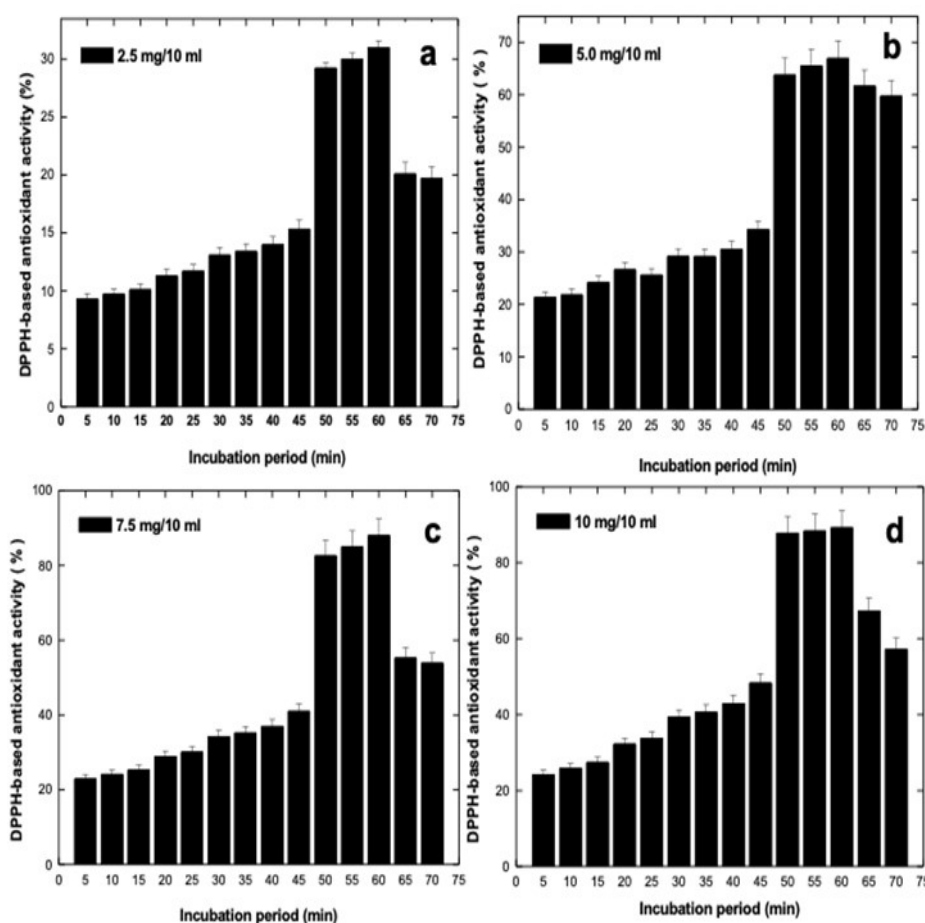 2.5 mg/10 ml
a
DPPH-based antioxidant activity (%)
30
25
20
15
10
5
0
0 5 10 15 20 25 30 35 40 45 50 55 60 65 70 75
Incubation period (min)
5.0 mg/10 ml
b
DPPH-based antioxidant activity ( % )
70
60
50
40
30
20
10
0
0 5 10 15 20 25 30 35 40 45 50 55 60 65 70 75
Incubation period (min)
7.5 mg/10 ml
c
DPPH-based antioxidant activity ( % )
100
80
60
40
20
0
0 5 10 15 20 25 30 35 40 45 50 55 60 65 70 75
Incubation period (min)
10 mg/10 ml
d
DPPH-based antioxidant activity ( % )
100
80
60
40
20
0
0 5 10 15 20 25 30 35 40 45 50 55 60 65 70 75
Incubation period (min)